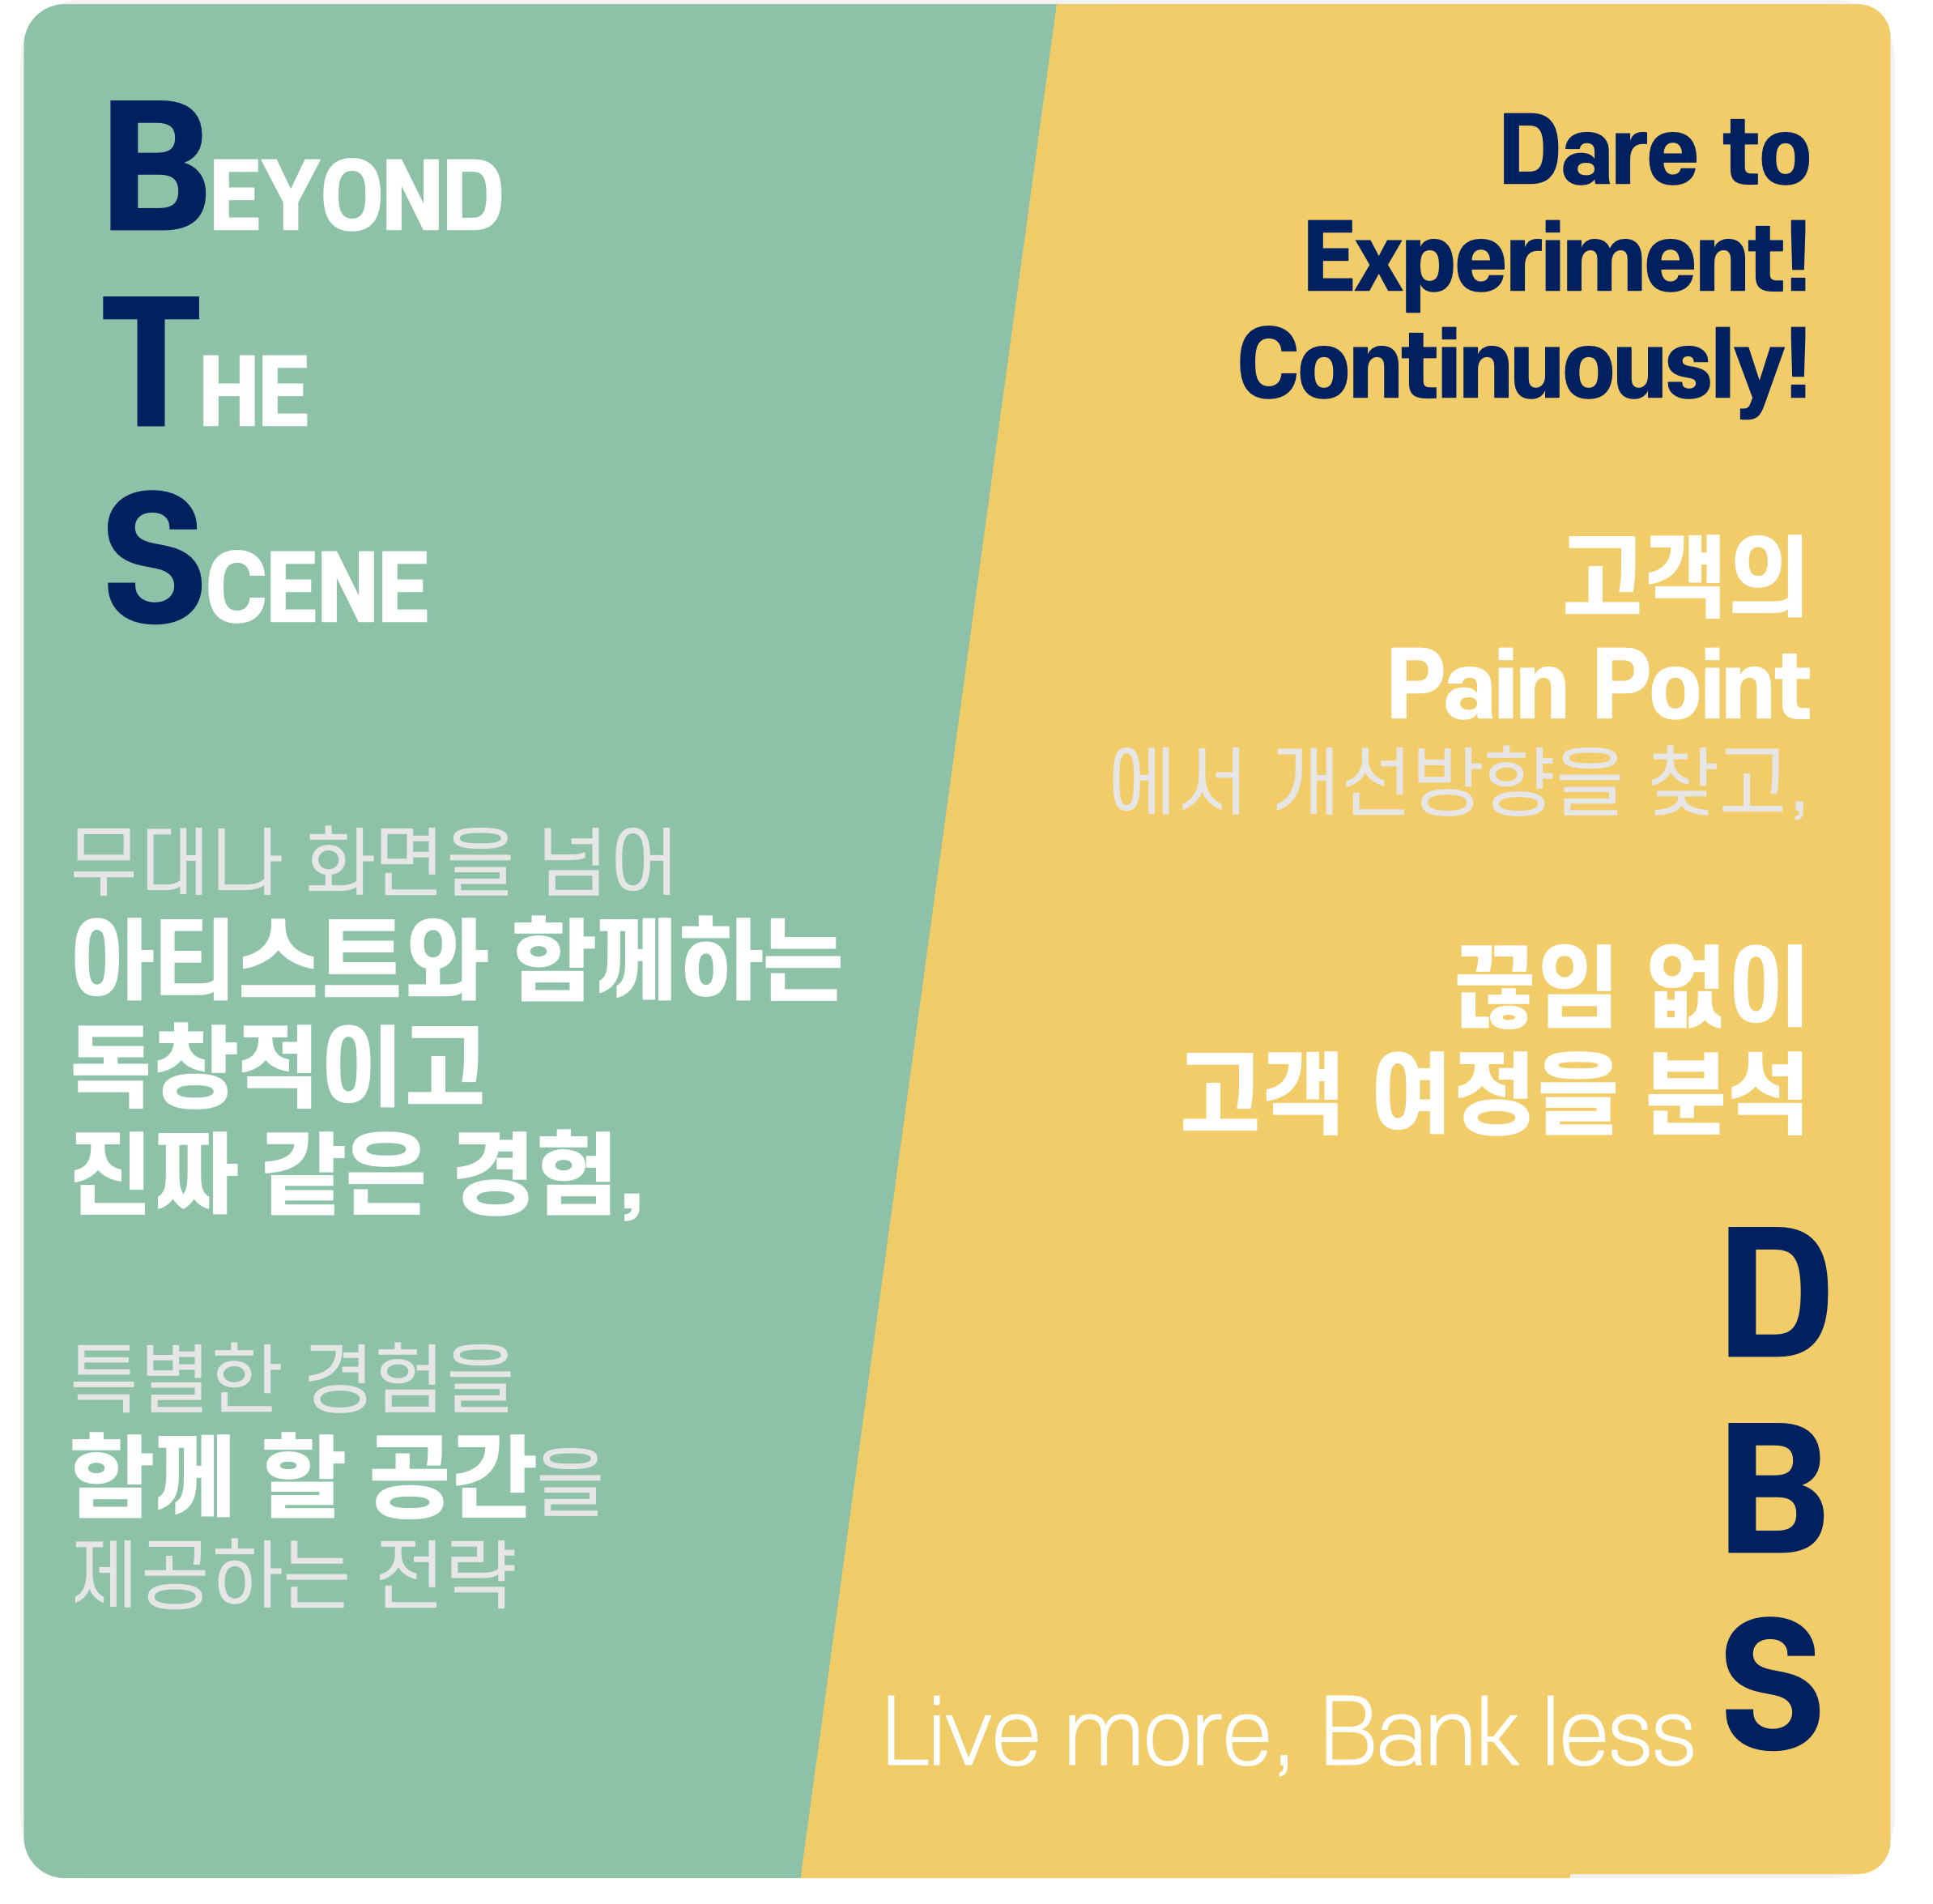 BEYOND
THE
SCENE
무대나 화면을 넘어
아티스트와 함께하는
독창적이고
진짜 같은 경험,
특별한 경험을
함께 할 공간을
제공하는 전략
Dare to
Experiment!
Continuously!
고객의
Pain Point
에서 개선방향을 찾고,
끊임 없이
고객 여정을 분석
D
B
S
Live more, Bank less